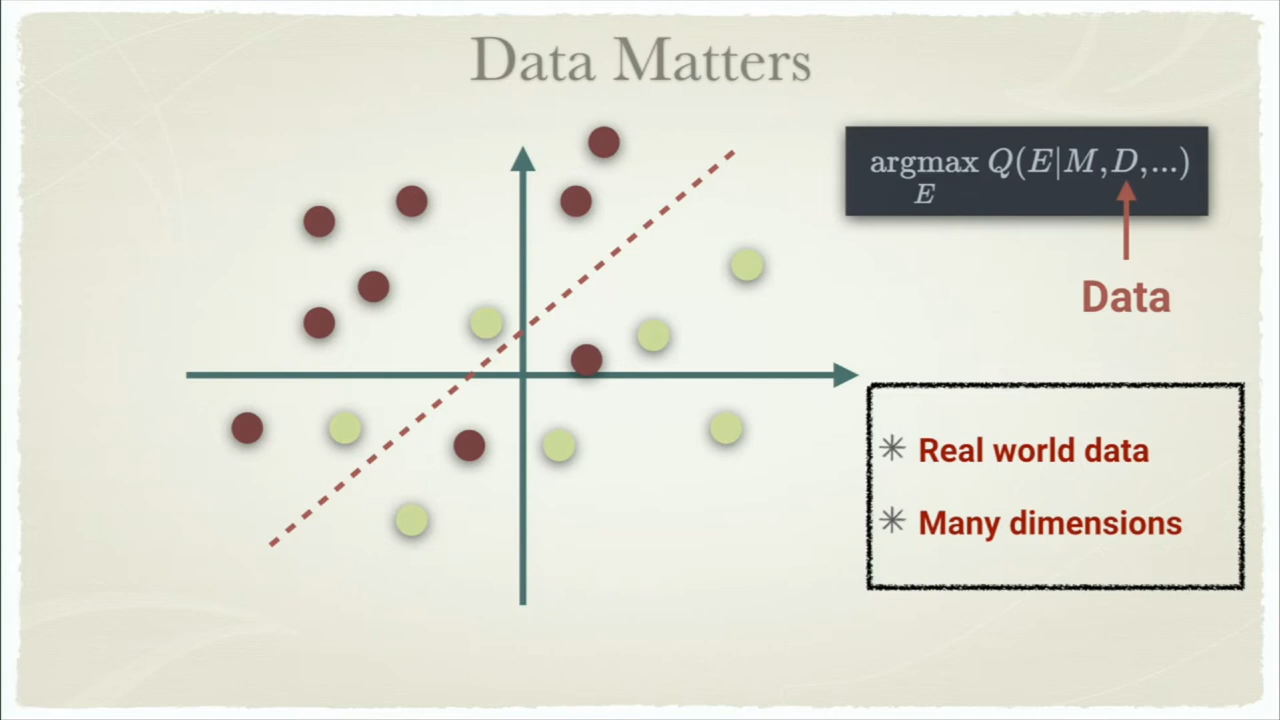 Data Matters
argmax Q(E|M,D,...)
E
Data
✳ Real world data
✳ Many dimensions